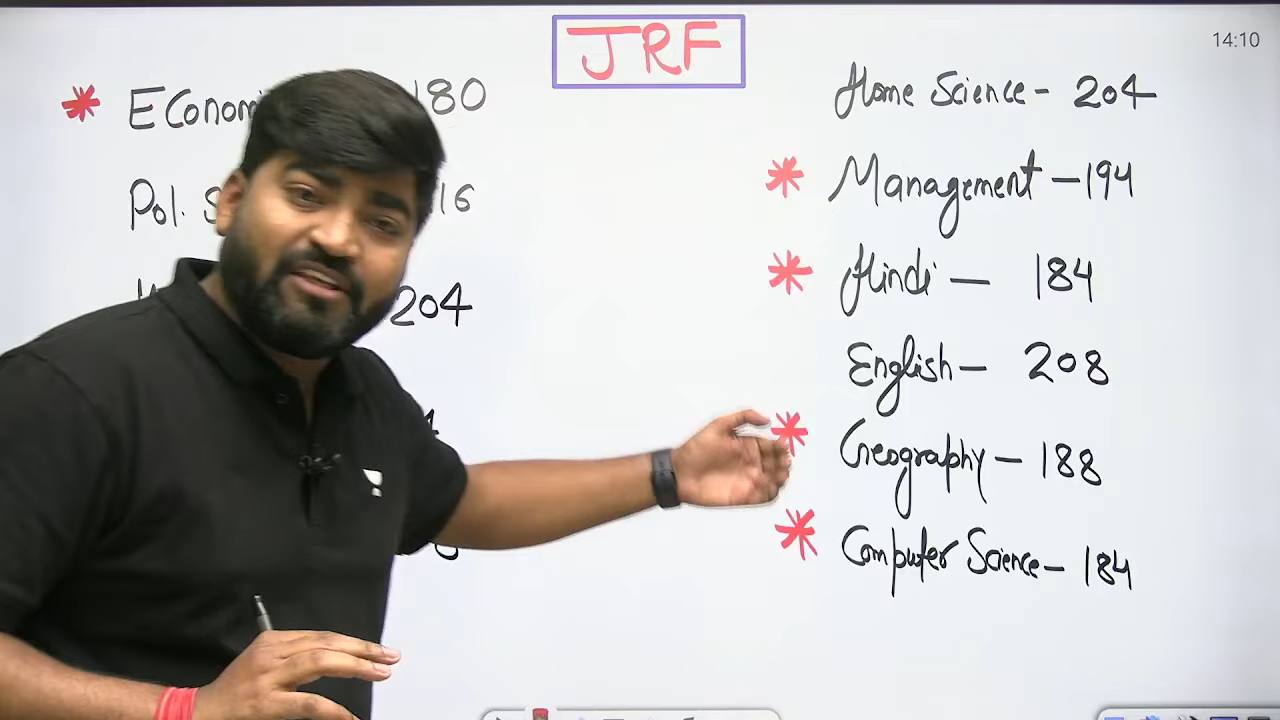 JRF
14:10
Economi 180
Pol. S 16
204
Home Science - 204
* Management - 194
* Hindi - 184
English - 208
* Geography - 188
* Computer Science - 184